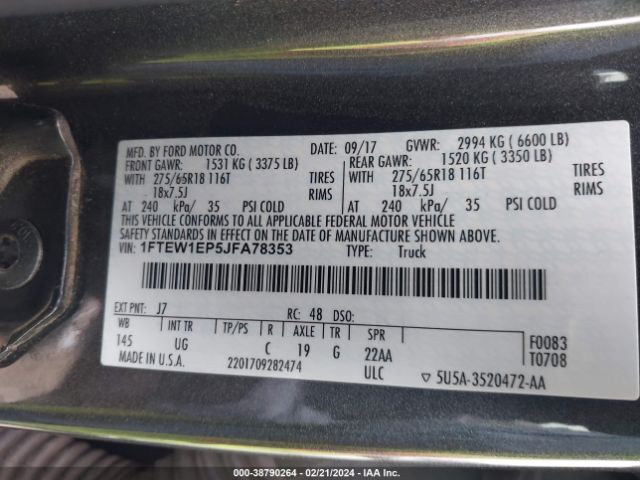 MFD. BY FORD MOTOR CO. DATE: 09/17 GVWR: 2994 KG ( 6600 LB)
FRONT GAWR: 1531 KG ( 3375 LB) REAR GAWR: 1520 KG ( 3350 LB)
WITH 275/65R18 116T TIRES WITH 275/65R18 116T TIRES
18x7.5J RIMS 18x7.5J RIMS
AT 240 kPa/ 35 PSI COLD AT 240 kPa/ 35 PSI COLD
THIS VEHICLE CONFORMS TO ALL APPLICABLE FEDERAL MOTOR VEHICLE
SAFETY STANDARDS IN EFFECT ON THE DATE OF MANUFACTURE SHOWN ABOVE.
VIN: 1FTEW1EP5JFA78353 TYPE: Truck
EXT PNT: J7 RC: 48 DSO:
WB INT TR TP/PS R AXLE TR SPR F0083
145 UG C 19 G 22AA T0708
MADE IN U.S.A. 2201709282474 ULC ▽ 5U5A-3520472-AA
000-38790264 - 02/21/2024 - IAA Inc.